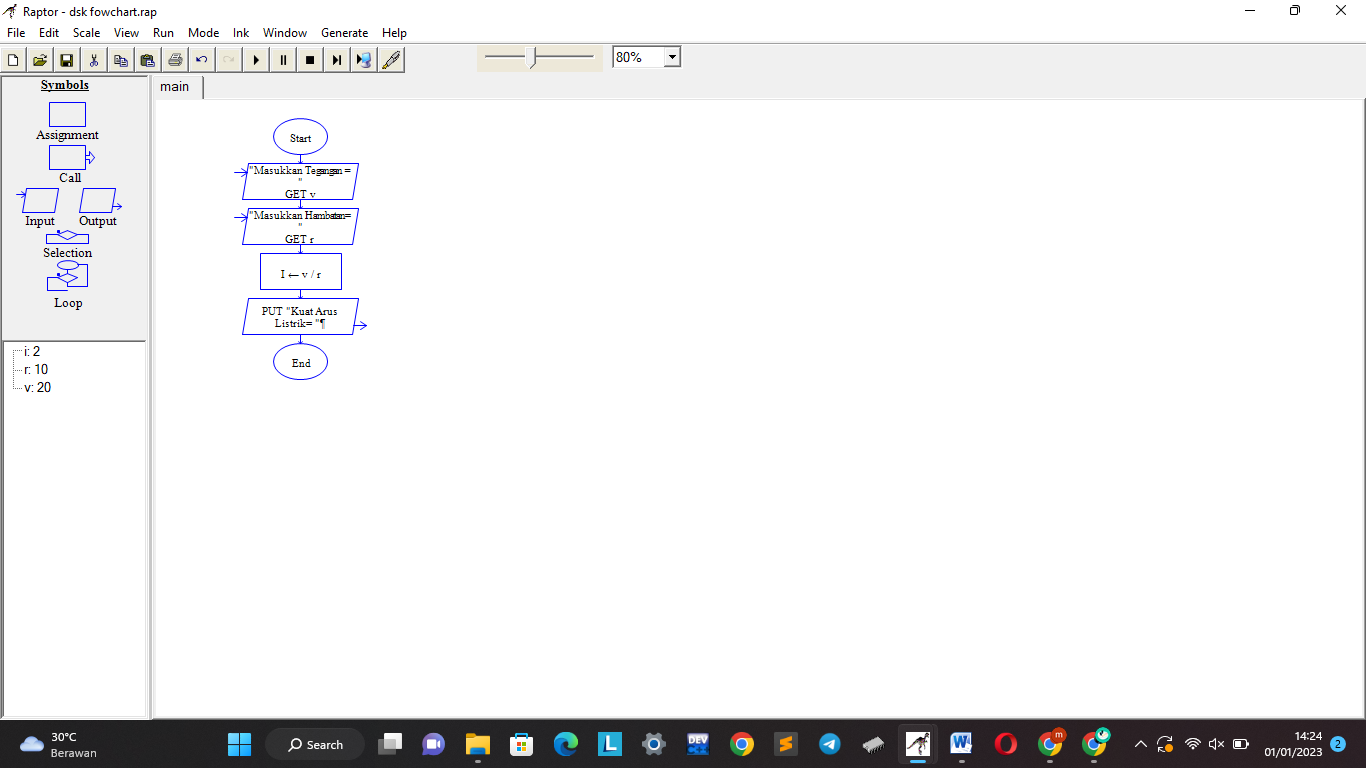 Raptor - dsk fowchart.rap
File Edit Scale View Run Mode Ink Window Generate Help
80%
Symbols
Assignment
Call
Input Output
Selection
Loop
i: 2
r: 10
v: 20
main
Start
"Masukkan Tegangan =
"
GET v
"Masukkan Hambatan=
"
GET r
I ← v / r
PUT "Kuat Arus
Listrik= "¶
End
30°C
Berawan
Search
L
DEV
W
m
14:24
01/01/2023
2